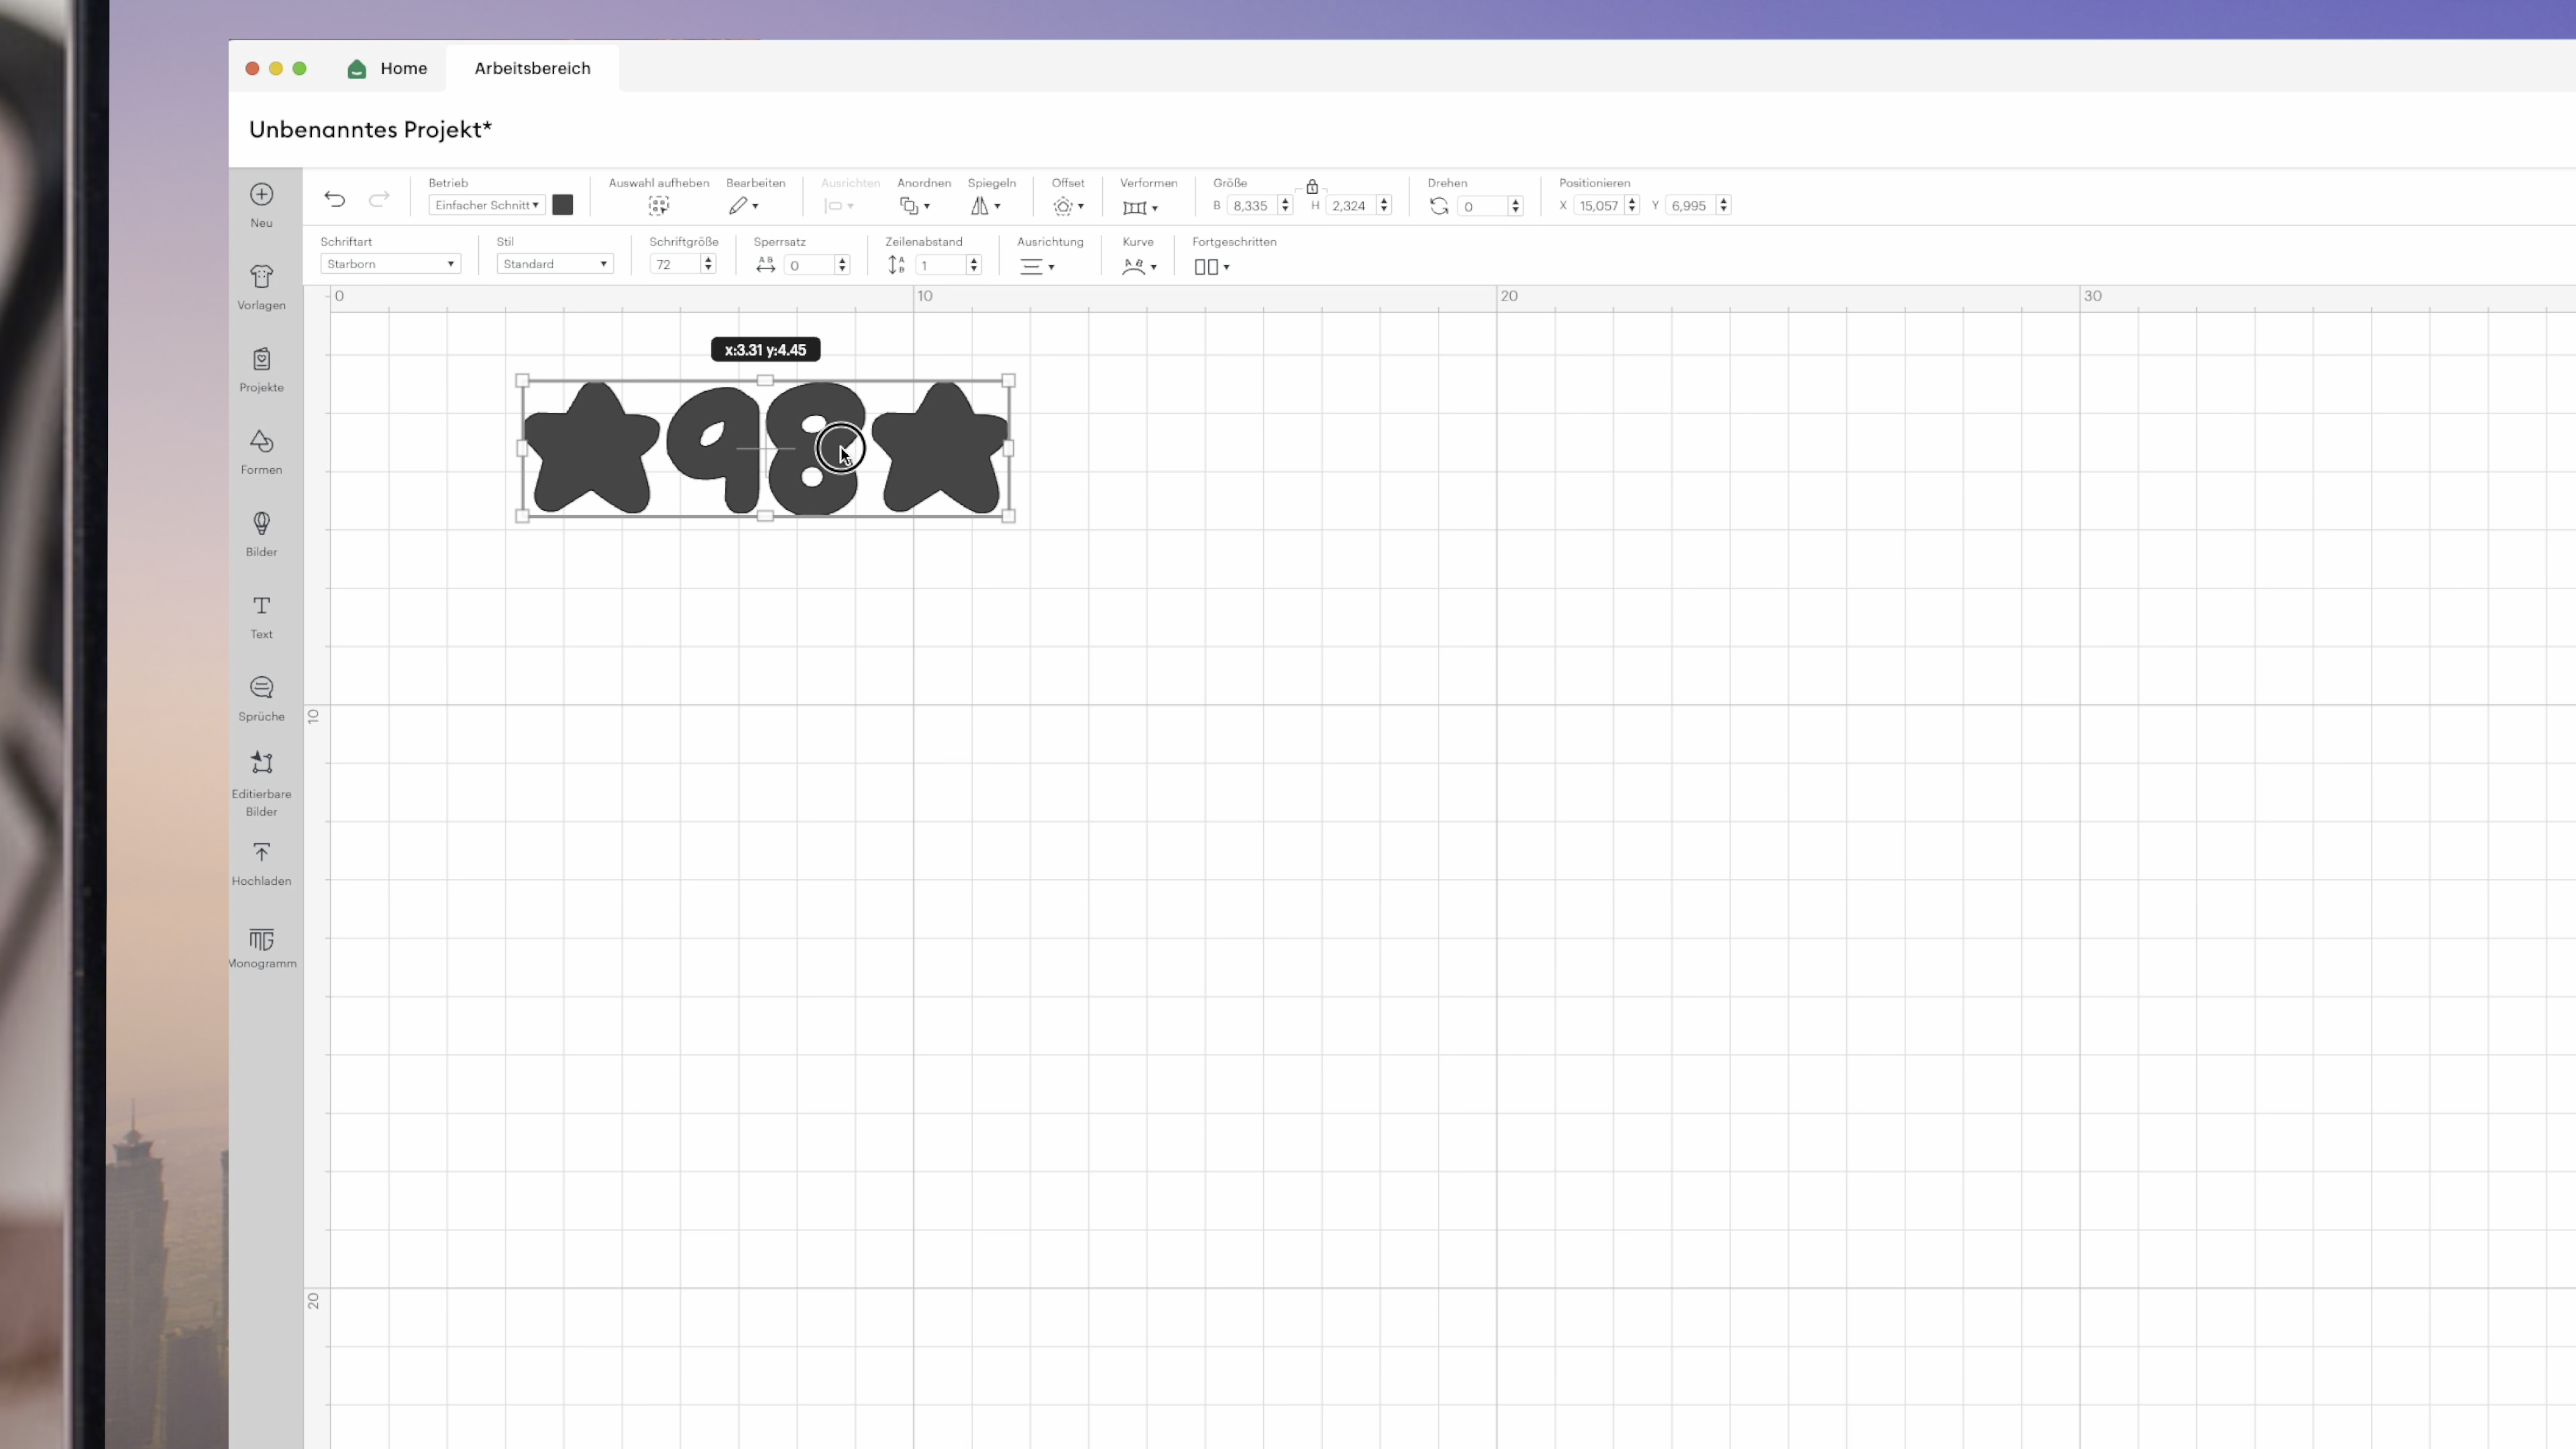 Home
Arbeitsbereich
Unbenanntes Projekt*
Betrieb
Einfacher Schnitt
Auswahl aufheben
Bearbeiten
Ausrichten
Anordnen
Spiegeln
Offset
Verformen
Größe
B 8,335
H 2,324
Drehen
0
Positionieren
X 15,057
Y 6,995
Schriftart
Starborn
Stil
Standard
Schriftgröße
72
Sperrsatz
0
Zeilenabstand
1
Ausrichtung
Kurve
Fortgeschritten
Neu
Vorlagen
Projekte
Formen
Bilder
Text
Sprüche
Editierbare
Bilder
Hochladen
Monogramm
0
10
20
30
10
20
x:3.31 y:4.45
98